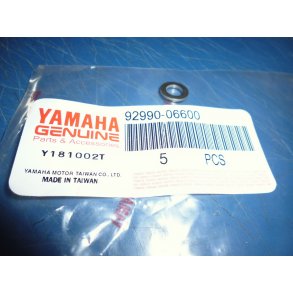 YAMAHA
GENUINE
Parts & Accessories
Y181002T
YAMAHA MOTOR TAIWAN CO., LTD.
MADE IN TAIWAN
92990-06600
5 PCS